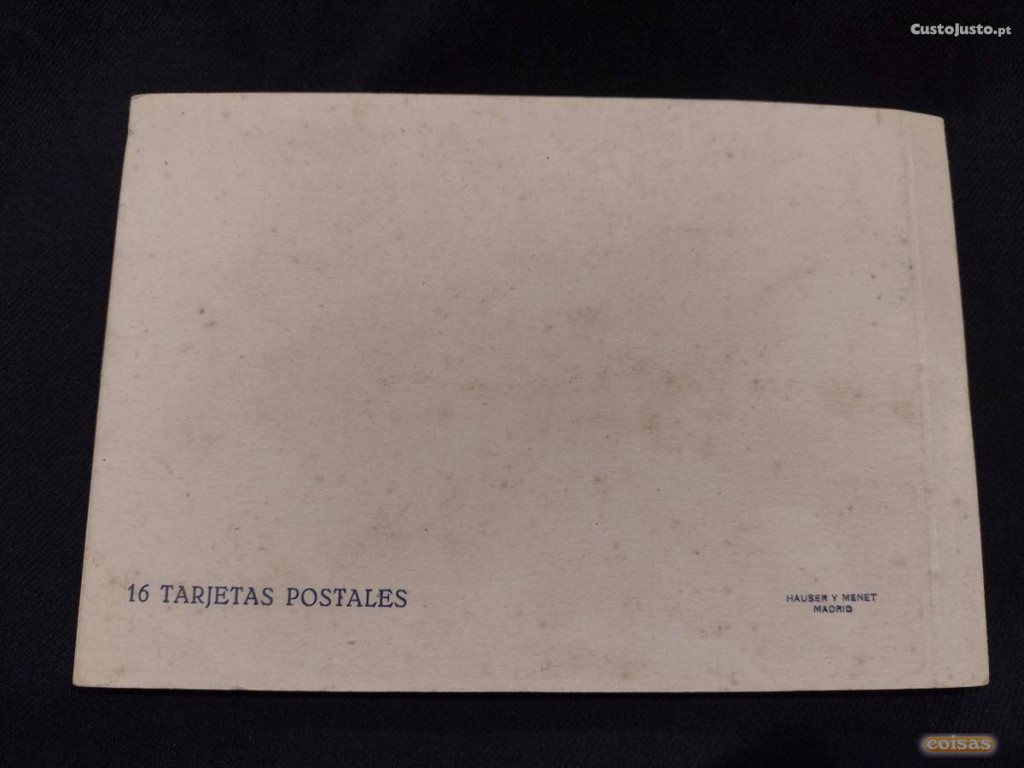 CustoJusto.pt
16 TARJETAS POSTALES
HAUSER Y MENET
MADRID
coisas